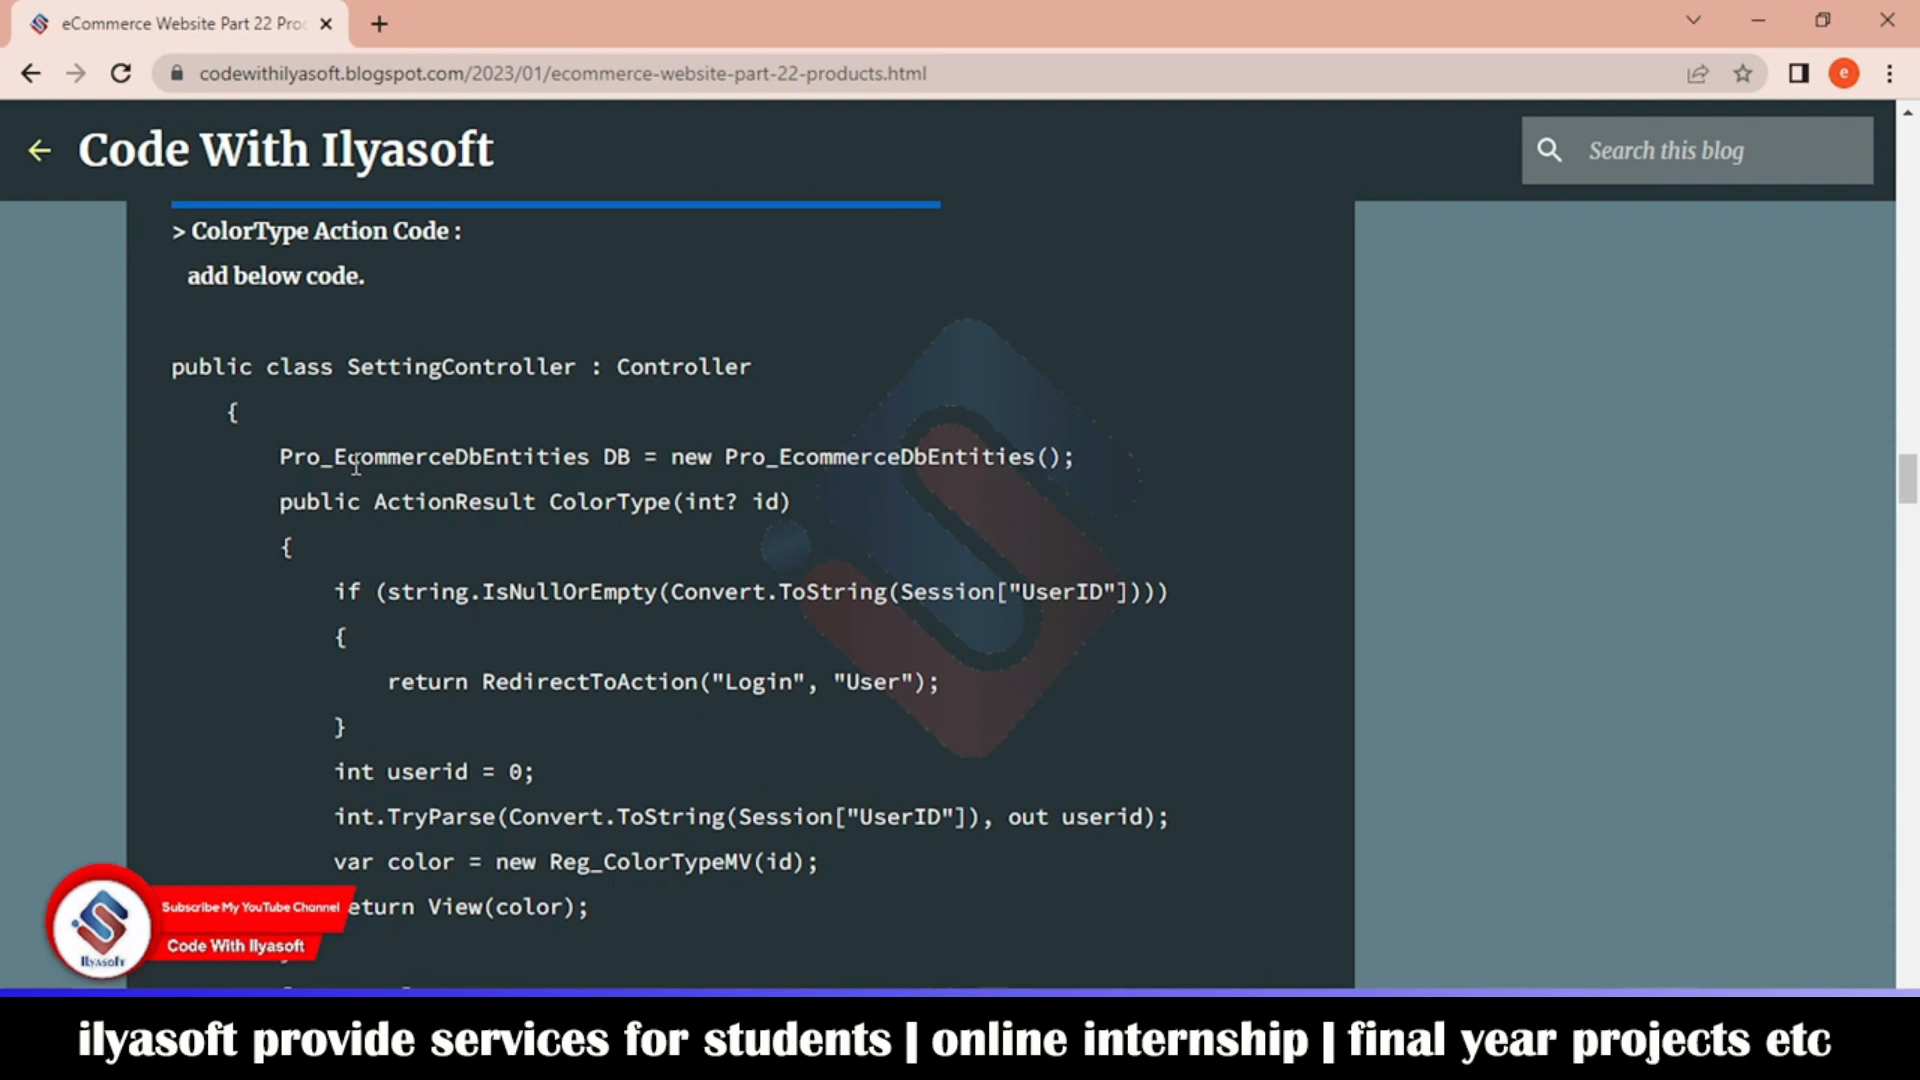 eCommerce Website Part 22 Pro
codewithilyasoft.blogspot.com/2023/01/ecommerce-website-part-22-products.html
e
Code With Ilyasoft
Search this blog
> ColorType Action Code :
add below code.
public class SettingController : Controller
{
Pro_EcommerceDbEntities DB = new Pro_EcommerceDbEntities();
public ActionResult ColorType(int? id)
{
if (string.IsNullOrEmpty(Convert.ToString(Session["UserID"])))
{
return RedirectToAction("Login", "User");
}
int userid = 0;
int.TryParse(Convert.ToString(Session["UserID"]), out userid);
var color = new Reg_ColorTypeMV(id);
eturn View(color);
Subscribe My YouTube Channel
Code With Ilyasoft
Ilyasoft
ilyasoft provide services for students | online internship | final year projects etc